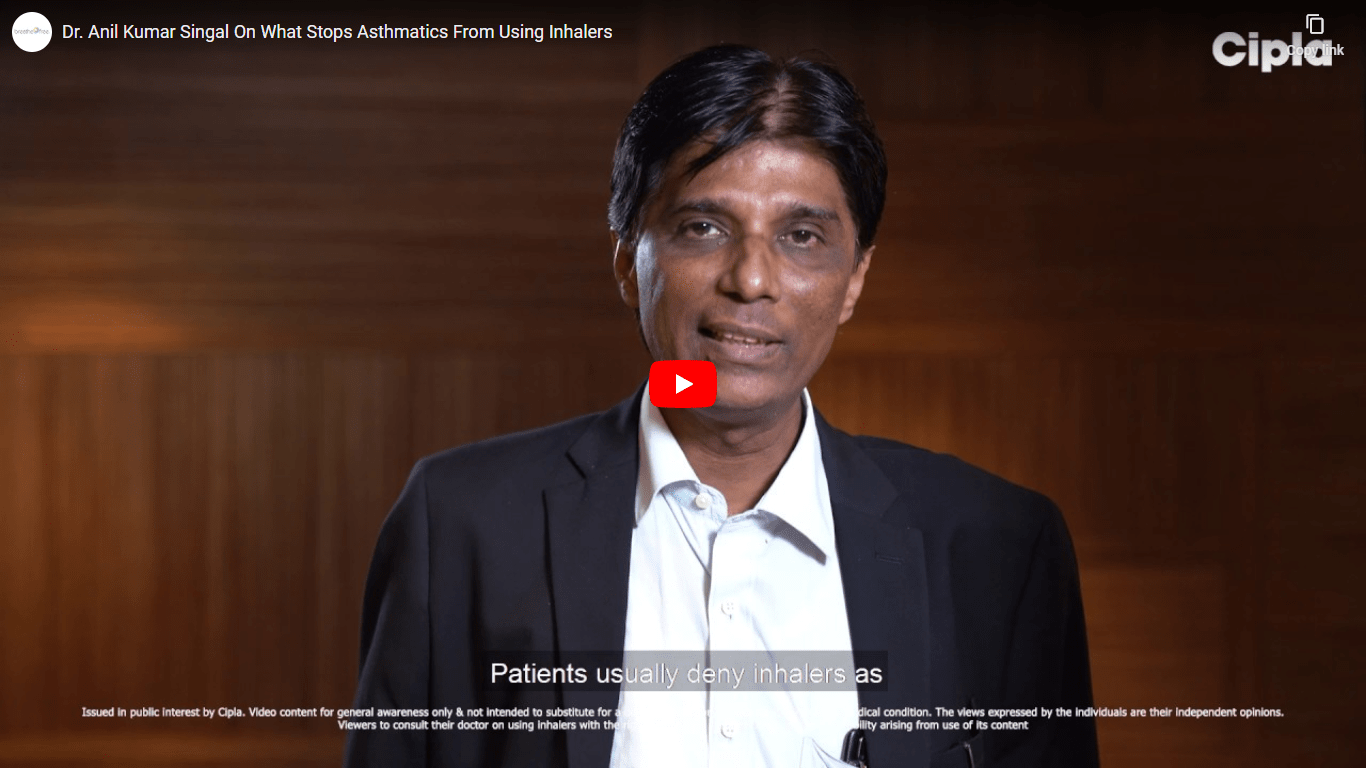 breathefree
Dr. Anil Kumar Singal On What Stops Asthmatics From Using Inhalers
Cipla
Copy link
Patients usually deny inhalers as
Issued in public interest by Cipla. Video content for general awareness only & not intended to substitute for a dical condition. The views expressed by the individuals are their independent opinions.
Viewers to consult their doctor on using inhalers with the ility arising from use of its content